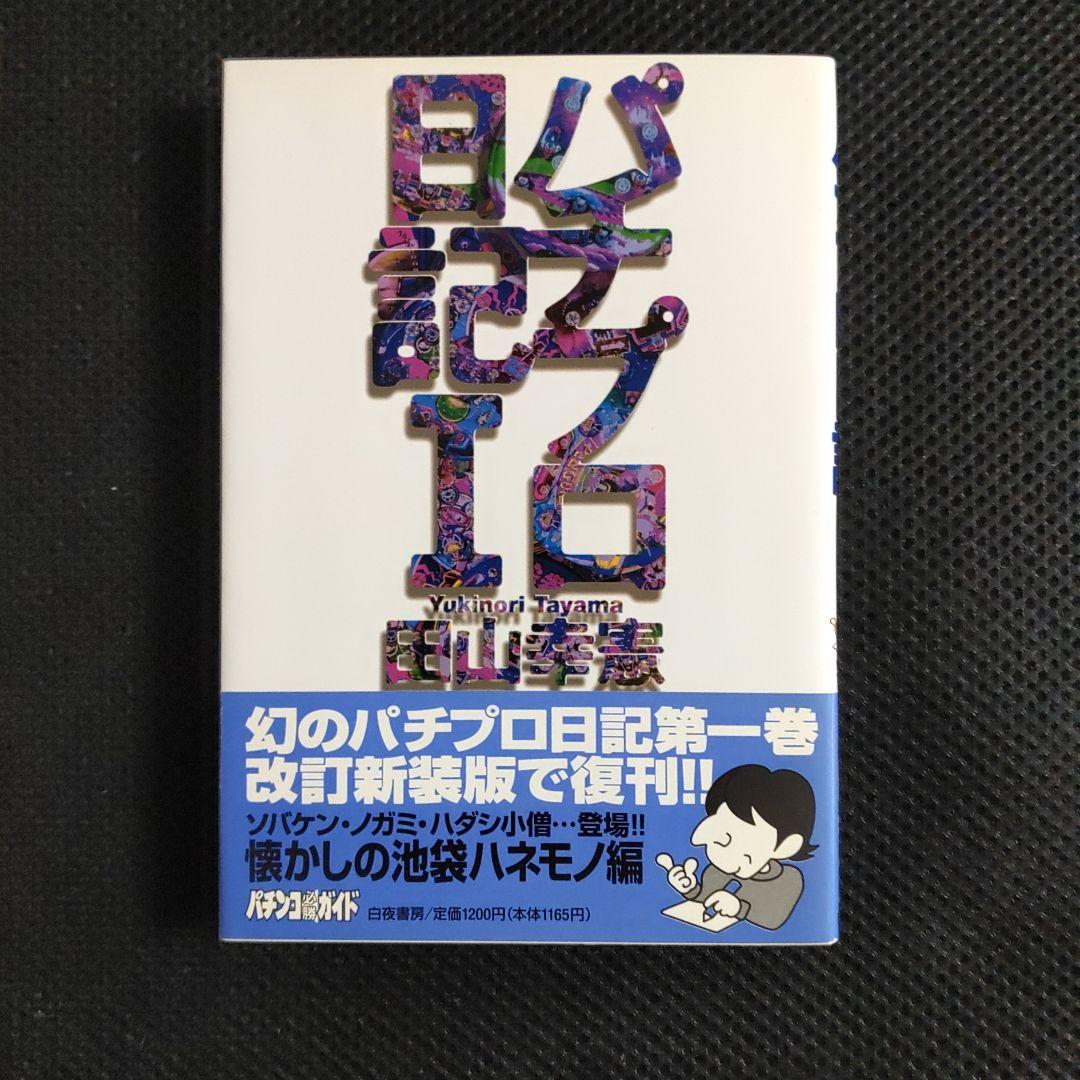 パチプロ
日記I
Yukinori Tayama
田山幸憲
幻のパチプロ日記第一巻
改訂新装版で復刊!!
ソバケン・ノガミ・ハダシ小僧…登場!!
懐かしの池袋ハネモノ編
パチンコ必勝ガイド
白夜書房/定価1200円(本体1165円)